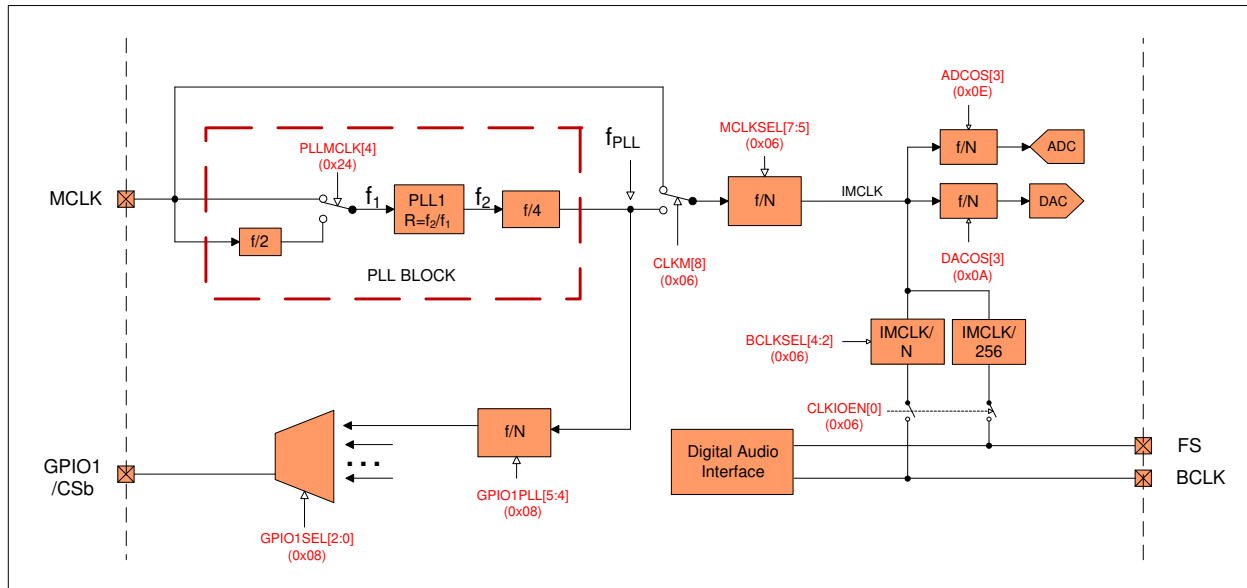 ADCOS[3]
(0x0E)
MCLKSEL[7:5]
(0x06)
f/N
ADC
fPLL
PLLMCLK[4]
(0x24)
MCLK
f1
PLL1
R=f2/f1
f2
f/4
f/N
IMCLK
f/N
DAC
f/2
PLL BLOCK
CLKM[8]
(0x06)
DACOS[3]
(0x0A)
BCLKSEL[4:2]
(0x06)
IMCLK/
N
IMCLK/
256
CLKIOEN[0]
(0x06)
f/N
Digital Audio
Interface
FS
BCLK
GPIO1
/CSb
...
GPIO1PLL[5:4]
(0x08)
GPIO1SEL[2:0]
(0x08)